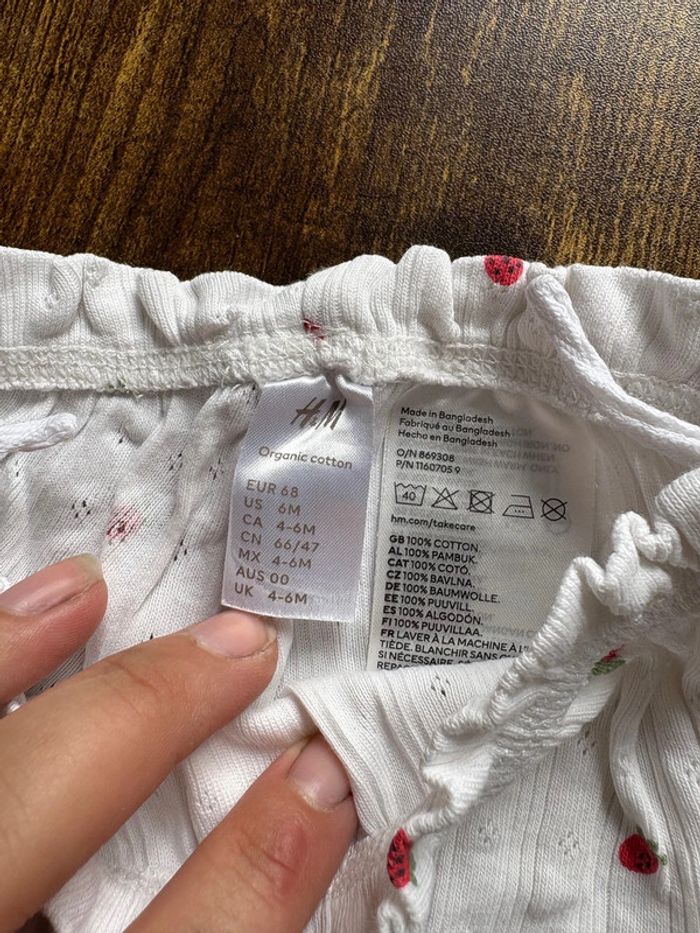 H&M
Organic cotton
EUR 68
US 6M
CA 4-6M
CN 66/47
MX 4-6M
AUS 00
UK 4-6M
Made in Bangladesh
Fabriqué au Bangladesh
Hecho en Bangladesh
O/N 869308
P/N 1160705 9
40
hm.com/takecare
GB 100% COTTON.
AL 100% PAMBUK.
CAT 100% COTÓ.
CZ 100% BAVLNA.
DE 100% BAUMWOLLE.
EE 100% PUUVILL.
ES 100% ALGODÓN.
FI 100% PUUVILLAA.
FR LAVER À LA MACHINE À L'
TIÈDE. BLANCHIR SANS
SI NÉCESSAIRE.